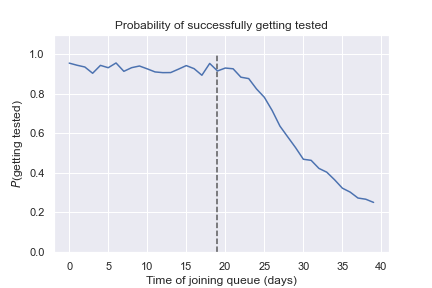 Probability of successfully getting tested
P(getting tested)
1.0
0.8
0.6
0.4
0.2
0.0
0 5 10 15 20 25 30 35 40
Time of joining queue (days)